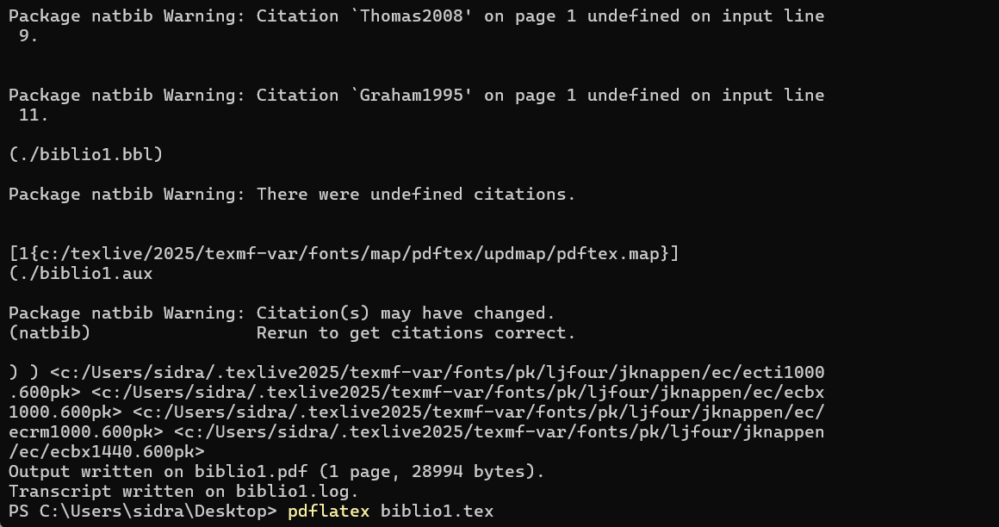 Package natbib Warning: Citation `Thomas2008' on page 1 undefined on input line
 9.
Package natbib Warning: Citation `Graham1995' on page 1 undefined on input line
 11.
(./biblio1.bbl)
Package natbib Warning: There were undefined citations.
[1{c:/texlive/2025/texmf-var/fonts/map/pdftex/updmap/pdftex.map}]
(./biblio1.aux
Package natbib Warning: Citation(s) may have changed.
(natbib)                Rerun to get citations correct.
) ) <c:/Users/sidra/.texlive2025/texmf-var/fonts/pk/ljfour/jknappen/ec/ecti1000
.600pk> <c:/Users/sidra/.texlive2025/texmf-var/fonts/pk/ljfour/jknappen/ec/ecbx
1000.600pk> <c:/Users/sidra/.texlive2025/texmf-var/fonts/pk/ljfour/jknappen/ec/
ecrm1000.600pk> <c:/Users/sidra/.texlive2025/texmf-var/fonts/pk/ljfour/jknappen
/ec/ecbx1440.600pk>
Output written on biblio1.pdf (1 page, 28994 bytes).
Transcript written on biblio1.log.
PS C:\Users\sidra\Desktop> pdflatex biblio1.tex